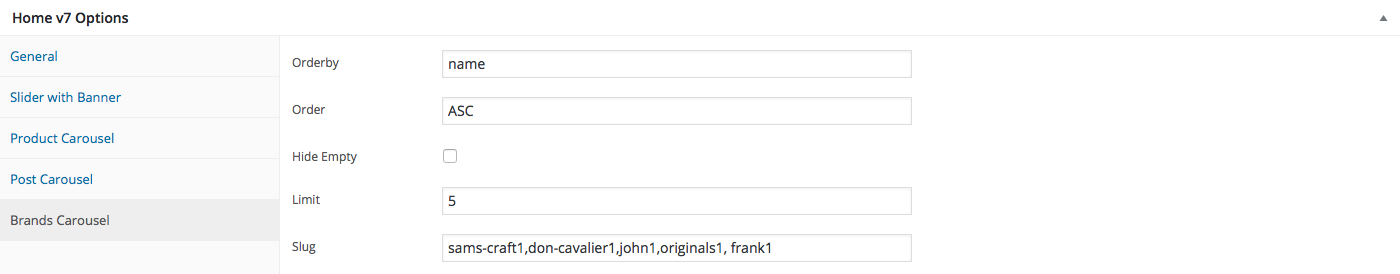 Home v7 Options
General
Slider with Banner
Product Carousel
Post Carousel
Brands Carousel
Orderby name
Order ASC
Hide Empty
Limit 5
Slug sams-craft1,don-cavalier1,john1,originals1, frank1